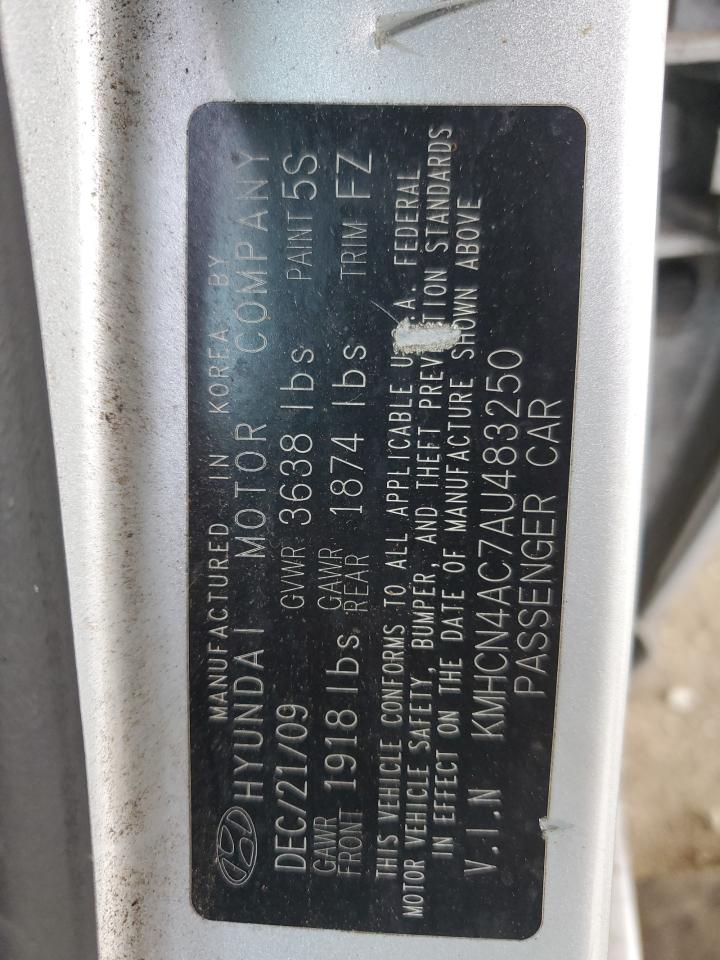 MANUFACTURED IN KOREA BY
HYUNDAI MOTOR COMPANY
DEC/21/09 GVWR 3638 lbs PAINT 5S
GAWR FRONT 1918 lbs. GAWR REAR 1874 lbs TRIM FZ
THIS VEHICLE CONFORMS TO ALL APPLICABLE U. .A. FEDERAL
MOTOR VEHICLE SAFETY, BUMPER, AND THEFT PREV TION STANDARDS
IN EFFECT ON THE DATE OF MANUFACTURE SHOWN ABOVE
V.I.N KMHCN4AC7AU483250
PASSENGER CAR